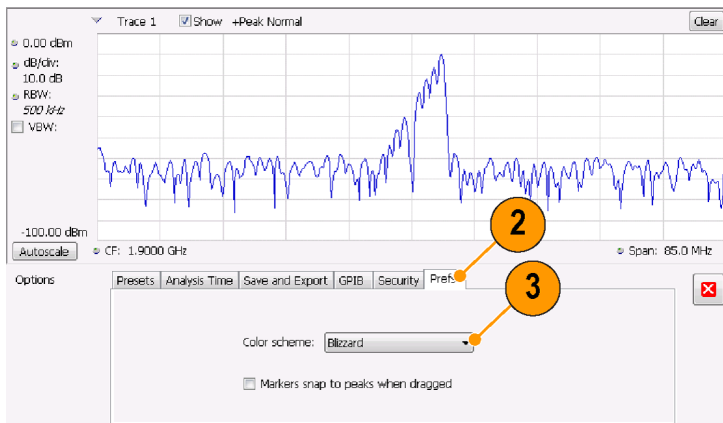 Trace 1 Show +Peak Normal Clear
0.00 dBm
dB/div:
10.0 dB
RBW:
500 kHz
VBW:
-100.00 dBm
Autoscale CF: 1.9000 GHz Span: 85.0 MHz
2
Options Presets Analysis Time Save and Export GPIB Security Prefs
3
Color scheme: Blizzard
Markers snap to peaks when dragged